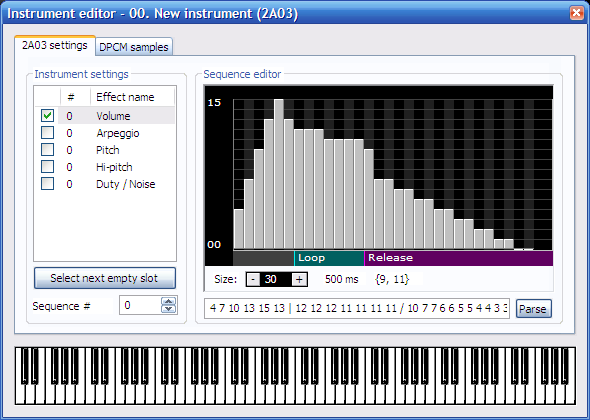 Instrument editor - 00. New instrument (2A03)
2A03 settings
DPCM samples
Instrument settings
# Effect name
0 Volume
0 Arpeggio
0 Pitch
0 Hi-pitch
0 Duty / Noise
Select next empty slot
Sequence # 0
Sequence editor
15
00
Loop Release
Size: - 30 + 500 ms {9, 11}
4 7 10 13 15 13 | 12 12 12 11 11 11 11 / 10 7 7 6 6 5 5 4 4 3 3
Parse